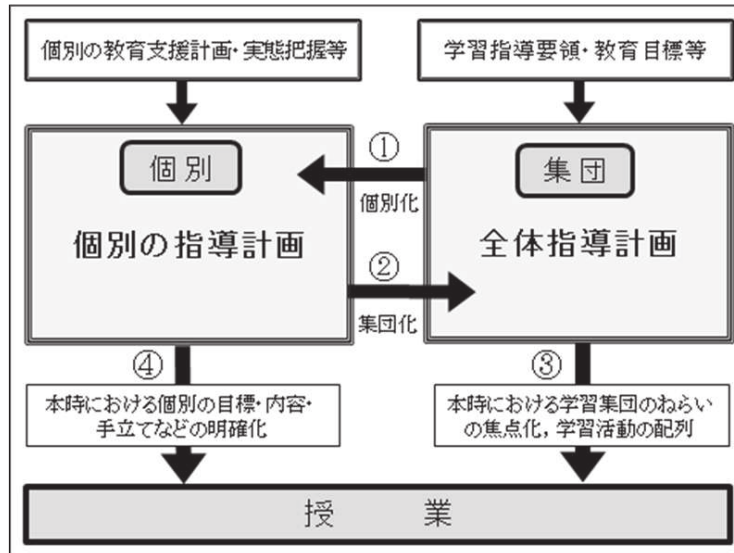 個別の教育支援計画・実態把握等
学習指導要領・教育目標等
個別
個別の指導計画
①
個別化
②
集団化
集団
全体指導計画
④
本時における個別の目標・内容・
手立てなどの明確化
③
本時における学習集団のねらい
の焦点化,学習活動の配列
授業